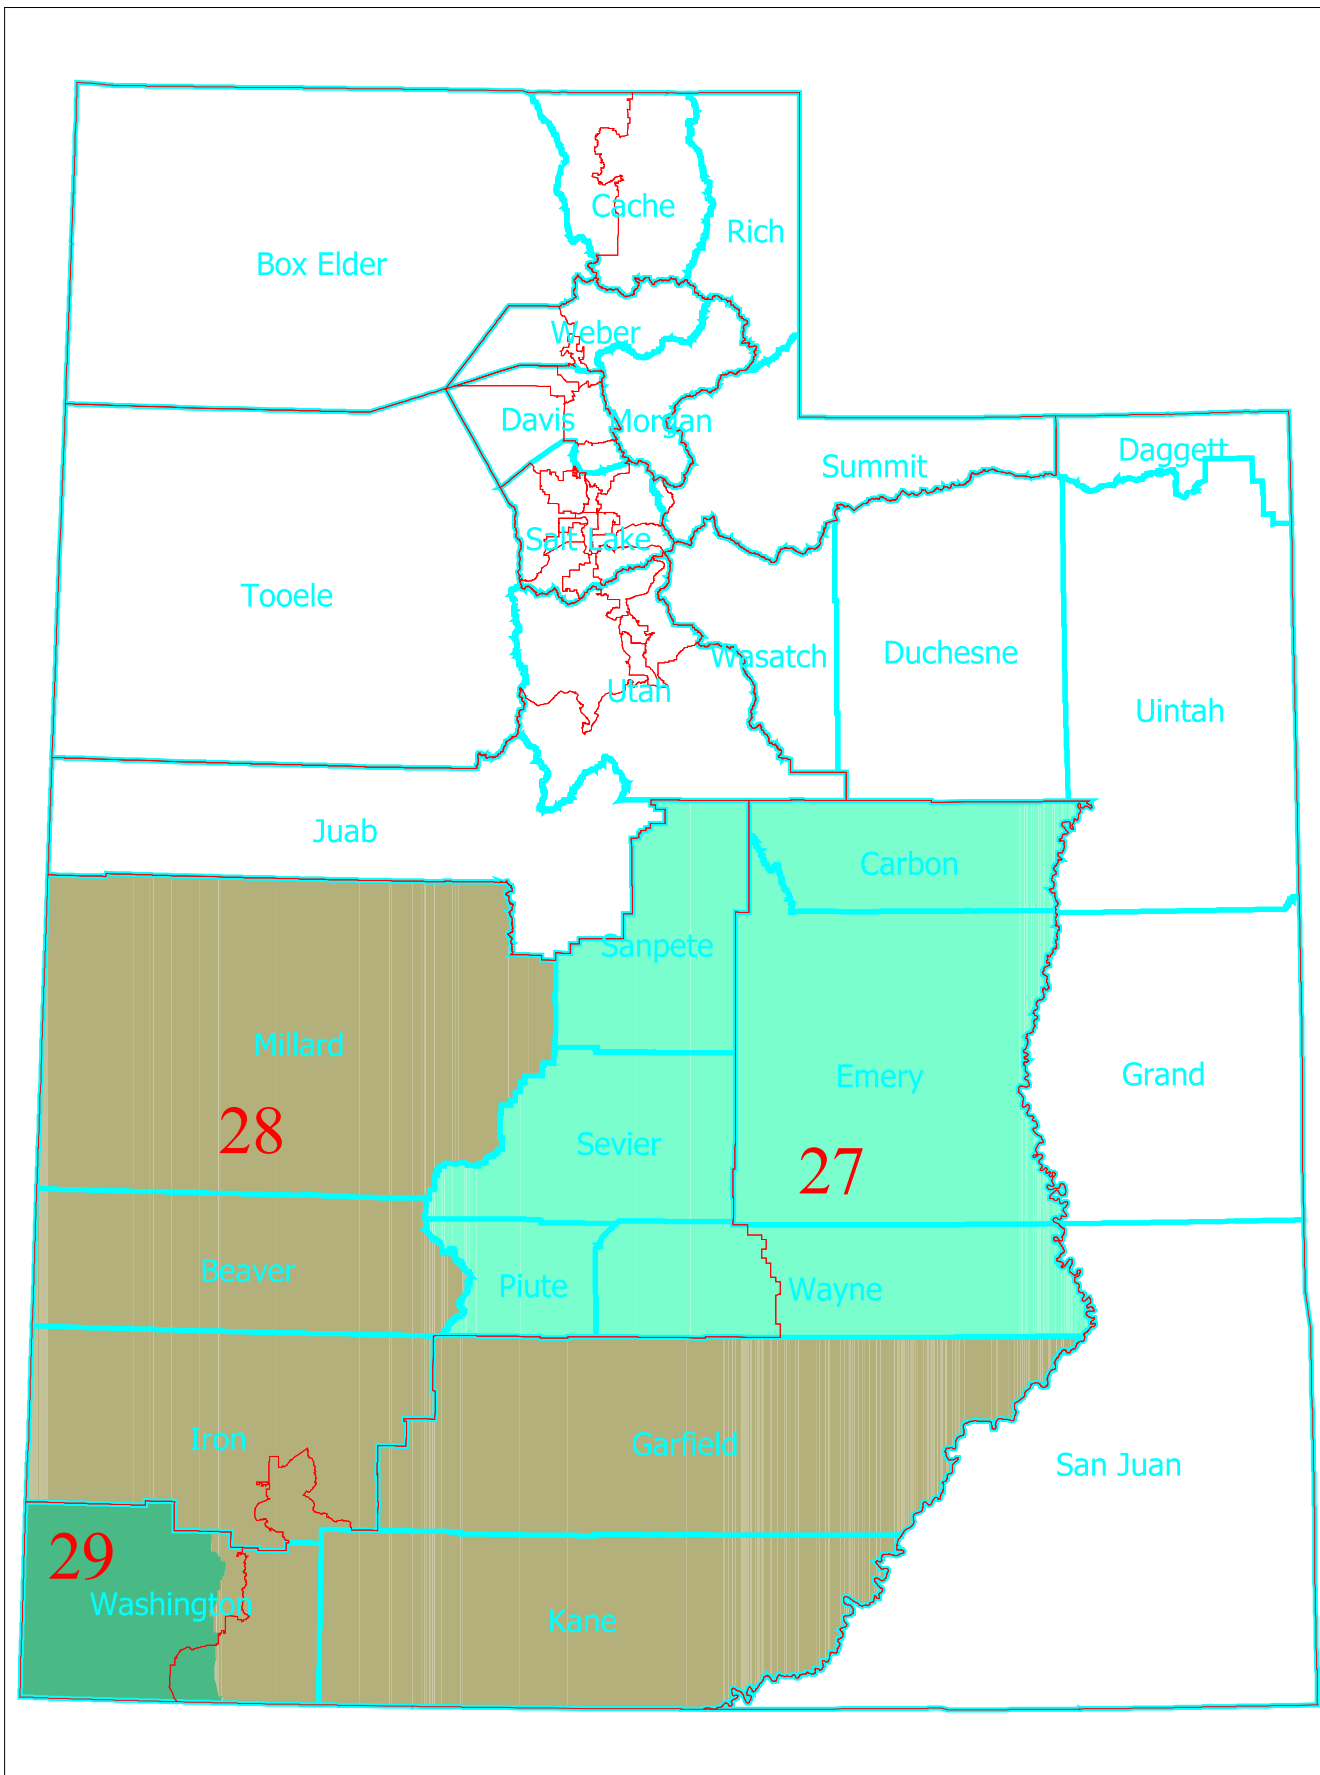 Cache
Rich
Box Elder
Weber
Davis
Morgan
Daggett
Summit
Salt Lake
Tooele
Duchesne
Wasatch
Utah
Uintah
Juab
Carbon
Sanpete
Millard
Emery
Grand
28
Sevier
27
Beaver
Piute
Wayne
Iron
Garfield
San Juan
29
Washington
Kane